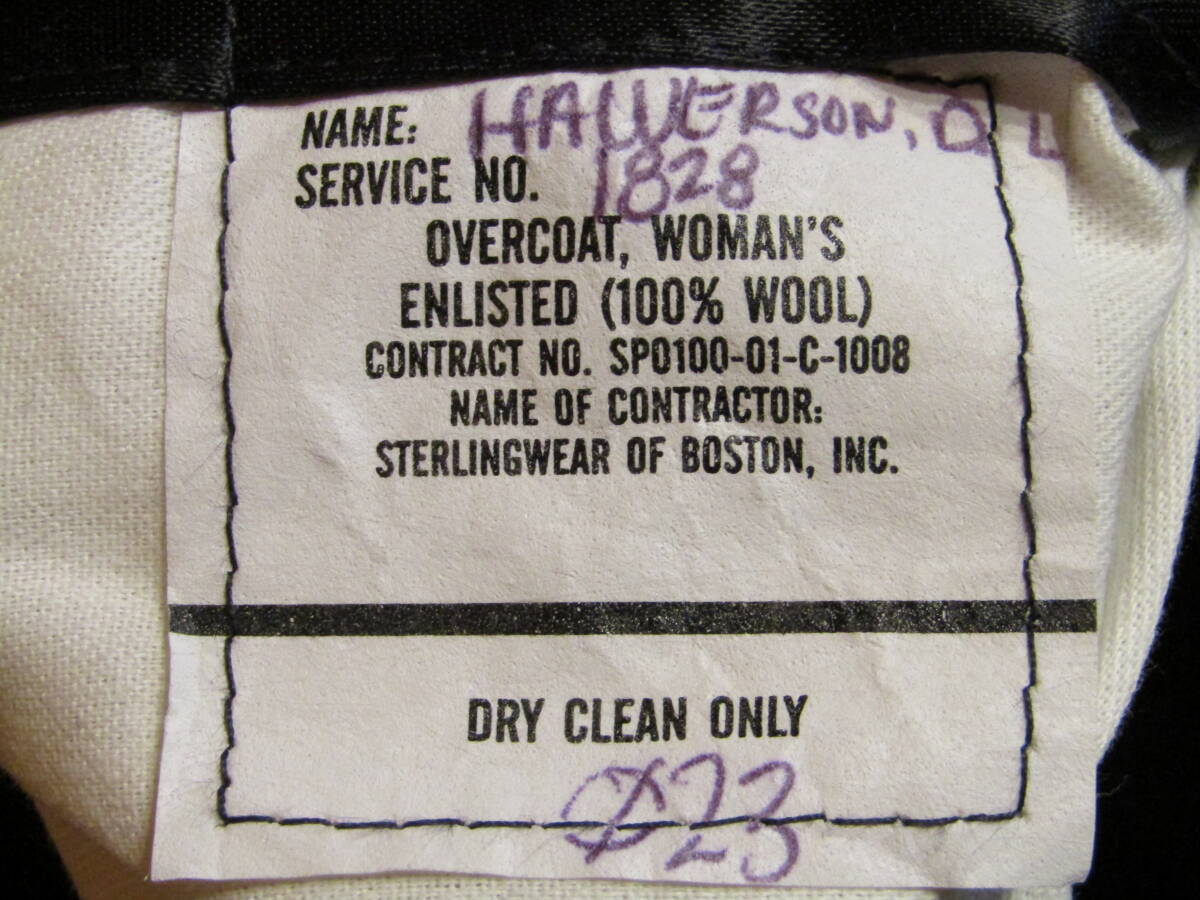 NAME: HALVERSON, D L
SERVICE NO. 1828
OVERCOAT, WOMAN'S
ENLISTED (100% WOOL)
CONTRACT NO. SP0100-01-C-1008
NAME OF CONTRACTOR:
STERLINGWEAR OF BOSTON, INC.
DRY CLEAN ONLY
Ø23